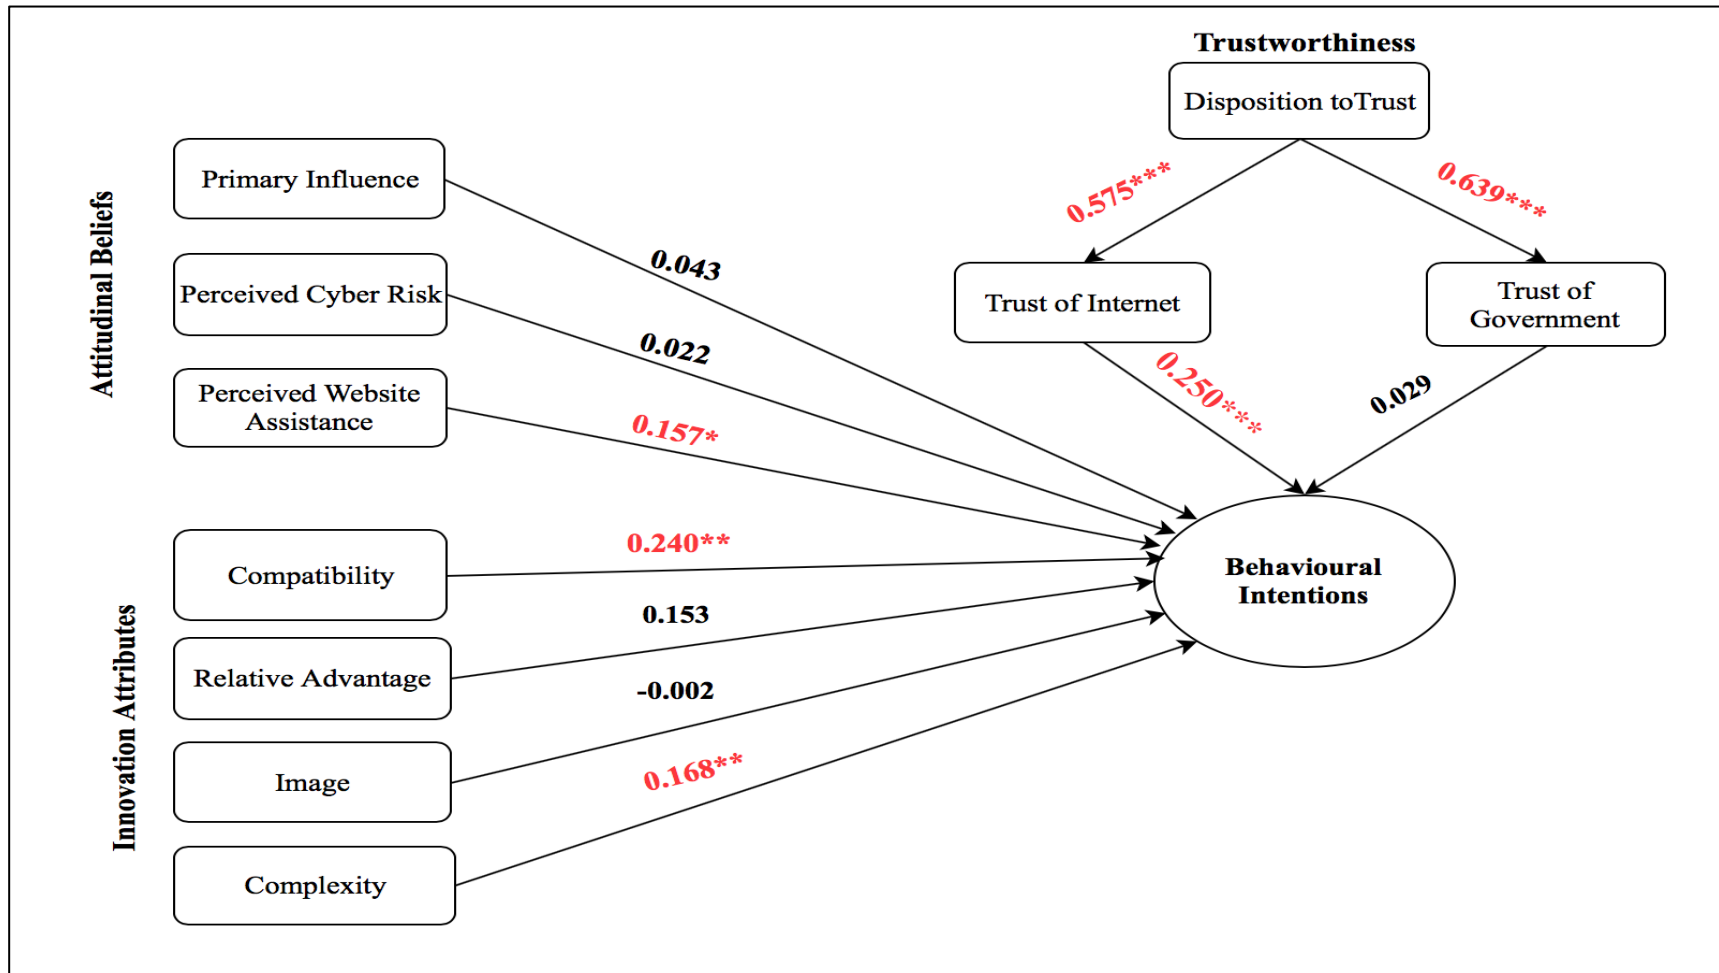 Trustworthiness
Disposition toTrust
0.575***
0.639***
Trust of Internet
Trust of
Government
0.250***
0.029
Attitudinal Beliefs
Primary Influence
Perceived Cyber Risk
Perceived Website
Assistance
0.043
0.022
0.157*
Innovation Attributes
Compatibility
Relative Advantage
Image
Complexity
0.240**
0.153
-0.002
0.168**
Behavioural
Intentions